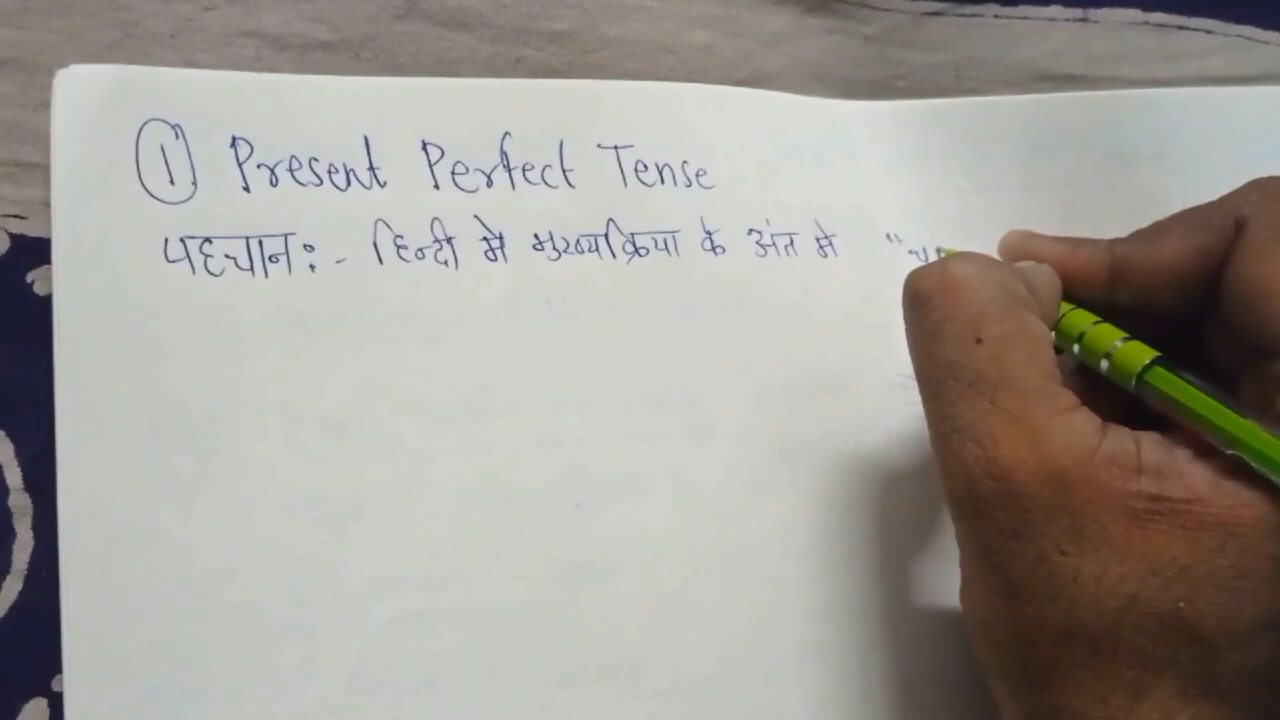 ① Present Perfect Tense
पहचान:- हिन्दी में मुख्यक्रिया के अंत में "